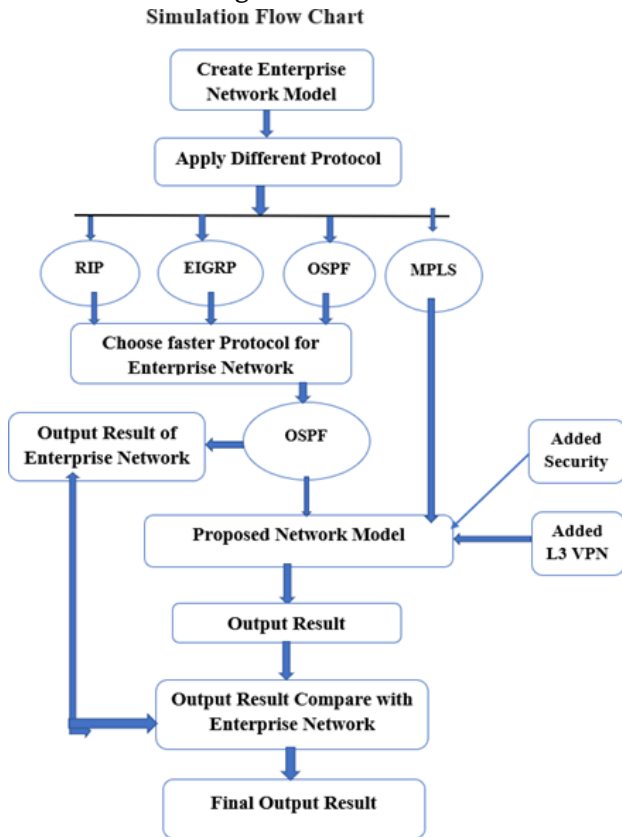 Simulation Flow Chart
Create Enterprise
Network Model
Apply Different Protocol
RIP
EIGRP
OSPF
MPLS
Choose faster Protocol for
Enterprise Network
OSPF
Output Result of
Enterprise Network
Added
Security
Proposed Network Model
Added
L3 VPN
Output Result
Output Result Compare with
Enterprise Network
Final Output Result